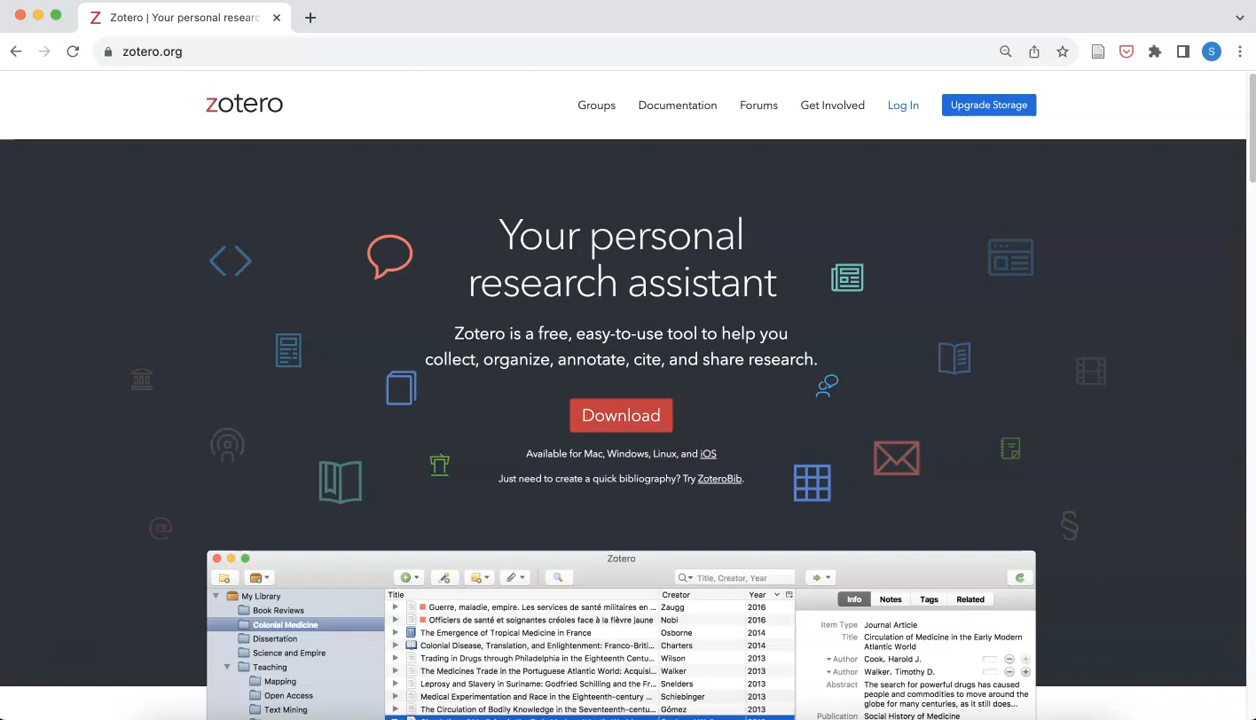 Zotero | Your personal researc
zotero.org
S
zotero
Groups
Documentation
Forums
Get Involved
Log In
Upgrade Storage
Your personal
research assistant
Zotero is a free, easy-to-use tool to help you
collect, organize, annotate, cite, and share research.
Download
Available for Mac, Windows, Linux, and iOS
Just need to create a quick bibliography? Try ZoteroBib.
Zotero
Title, Creator, Year
My Library
Book Reviews
Colonial Medicine
Dissertation
Science and Empire
Teaching
Mapping
Open Access
Text Mining
Title Creator Year
Guerre, maladie, empire. Les services de santé militaires en ... Zaugg 2016
Officiers de santé et soignantes créoles face à la fièvre jaune Nobi 2016
The Emergence of Tropical Medicine in France Osborne 2014
Colonial Disease, Translation, and Enlightenment: Franco-Briti... Charters 2014
Trading in Drugs through Philadelphia in the Eighteenth Centu... Wilson 2013
The Medicines Trade in the Portuguese Atlantic World: Acquisi... Walker 2013
Leprosy and Slavery in Suriname: Godfried Schilling and the F... Snelders 2013
Medical Experimentation and Race in the Eighteenth-century ... Schiebinger 2013
The Circulation of Bodily Knowledge in the Seventeenth-centu... Gómez 2013
Info Notes Tags Related
Item Type Journal Article
Title Circulation of Medicine in the Early Modern
Atlantic World
Author Cook, Harold J.
Author Walker, Timothy D.
Abstract The search for powerful drugs has caused
people and commodities to move around the
globe for many centuries, as it still does...
Publication Social History of Medicine